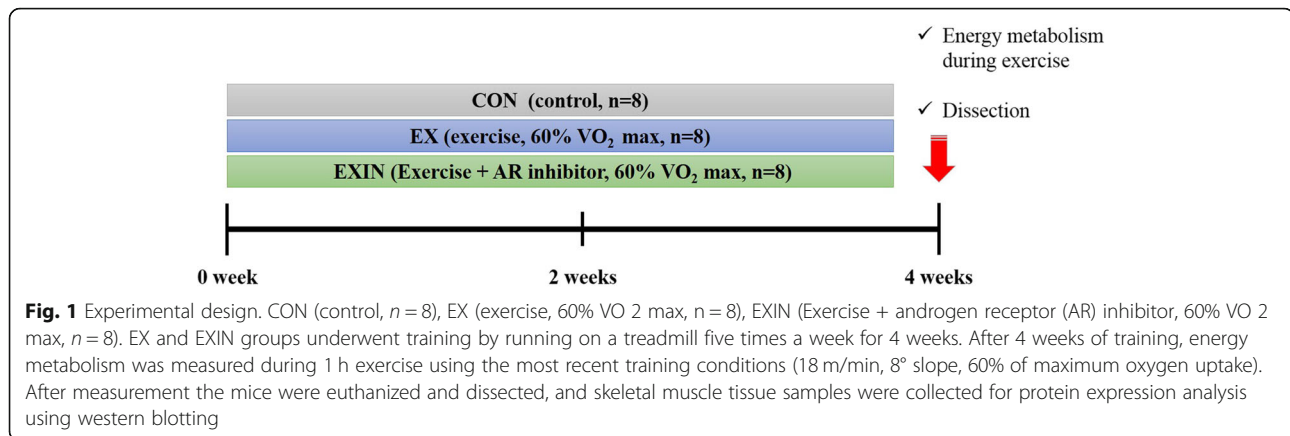 ✓ Energy metabolism
during exercise
CON (control, n=8)
✓ Dissection
EX (exercise, 60% VO₂ max, n=8)
EXIN (Exercise + AR inhibitor, 60% VO₂ max, n=8)
0 week
2 weeks
4 weeks
Fig. 1 Experimental design. CON (control, n = 8), EX (exercise, 60% VO 2 max, n = 8), EXIN (Exercise + androgen receptor (AR) inhibitor, 60% VO 2
max, n = 8). EX and EXIN groups underwent training by running on a treadmill five times a week for 4 weeks. After 4 weeks of training, energy
metabolism was measured during 1 h exercise using the most recent training conditions (18 m/min, 8° slope, 60% of maximum oxygen uptake).
After measurement the mice were euthanized and dissected, and skeletal muscle tissue samples were collected for protein expression analysis
using western blotting